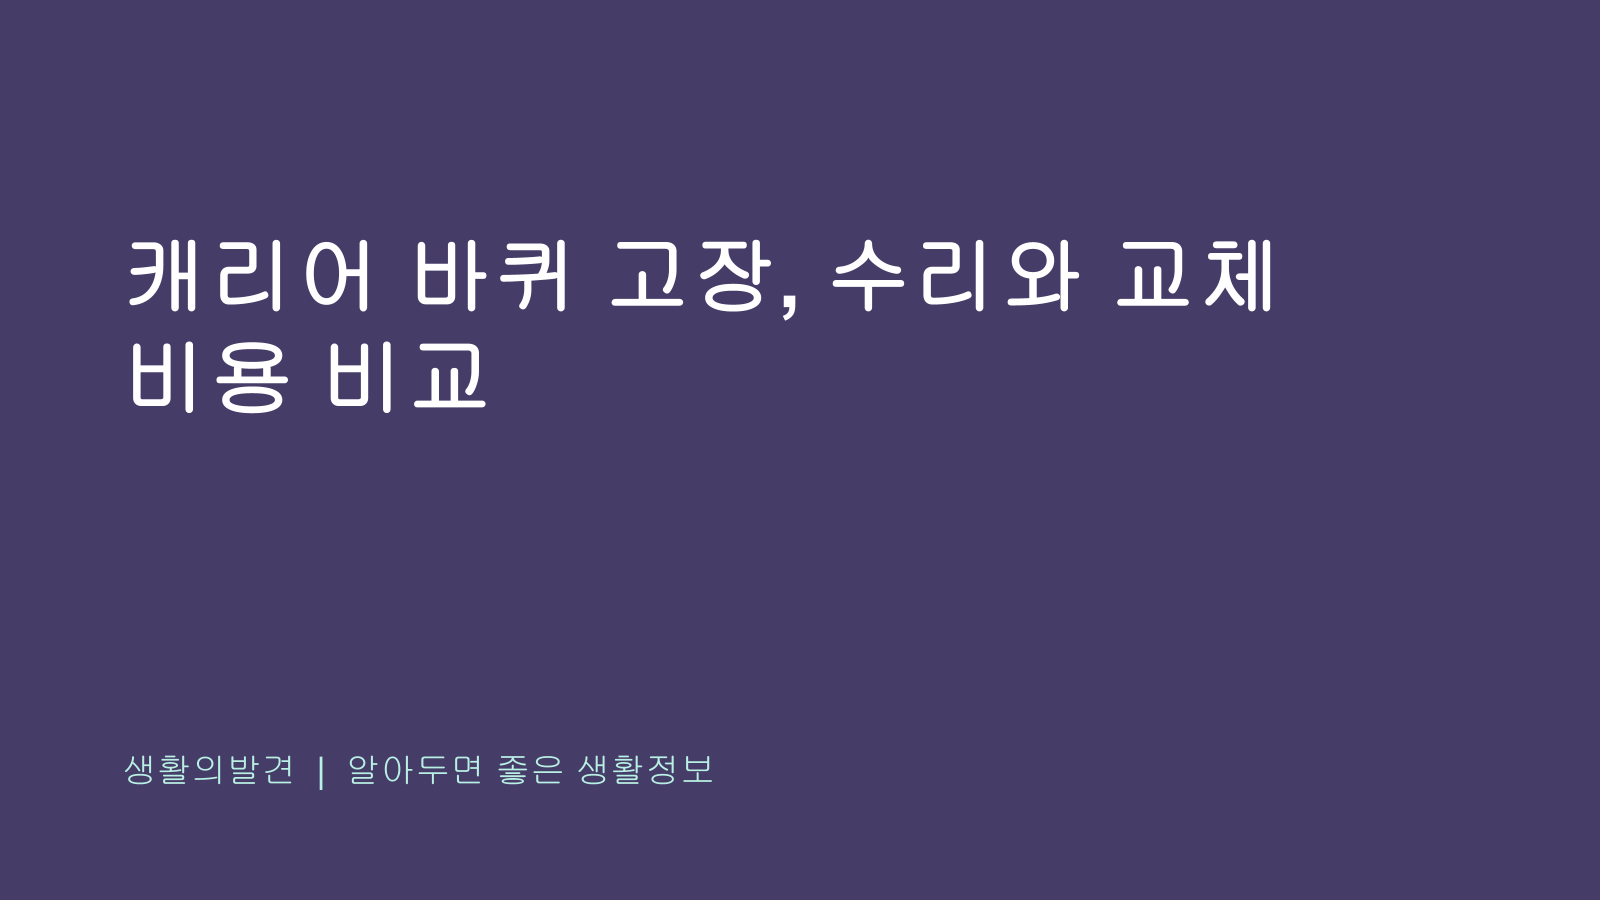 캐리어 바퀴 고장, 수리와 교체
비용 비교
생활의발견 | 알아두면 좋은 생활정보